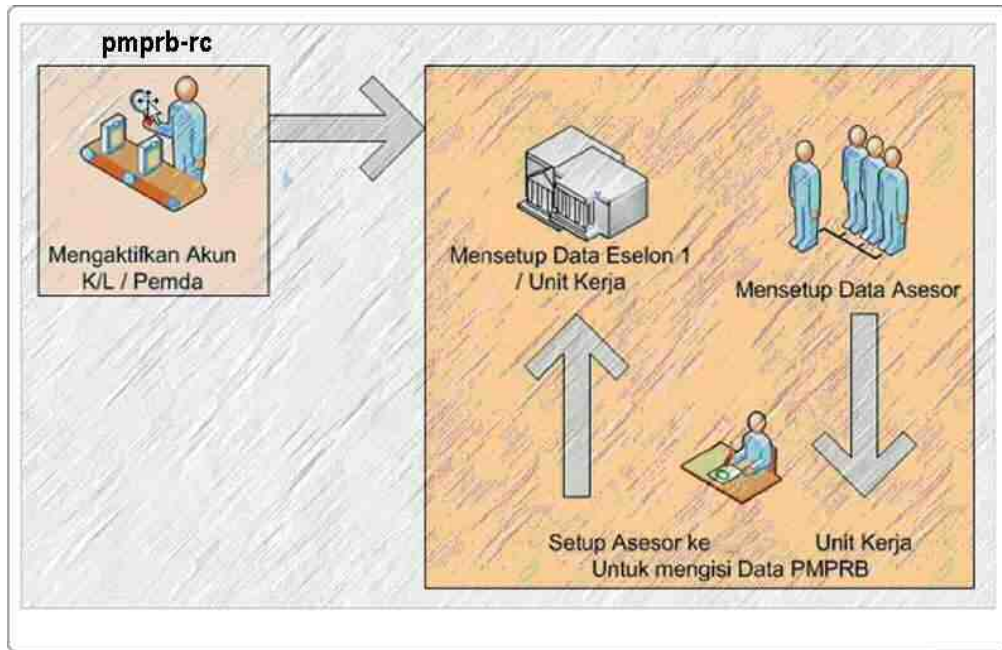 pmprb-rc
Mengaktifkan Akun
K/L / Pemda
Mensetup Data Eselon 1
/ Unit Kerja
Mensetup Data Asesor
Setup Asesor ke Unit Kerja
Untuk mengisi Data PMPRB